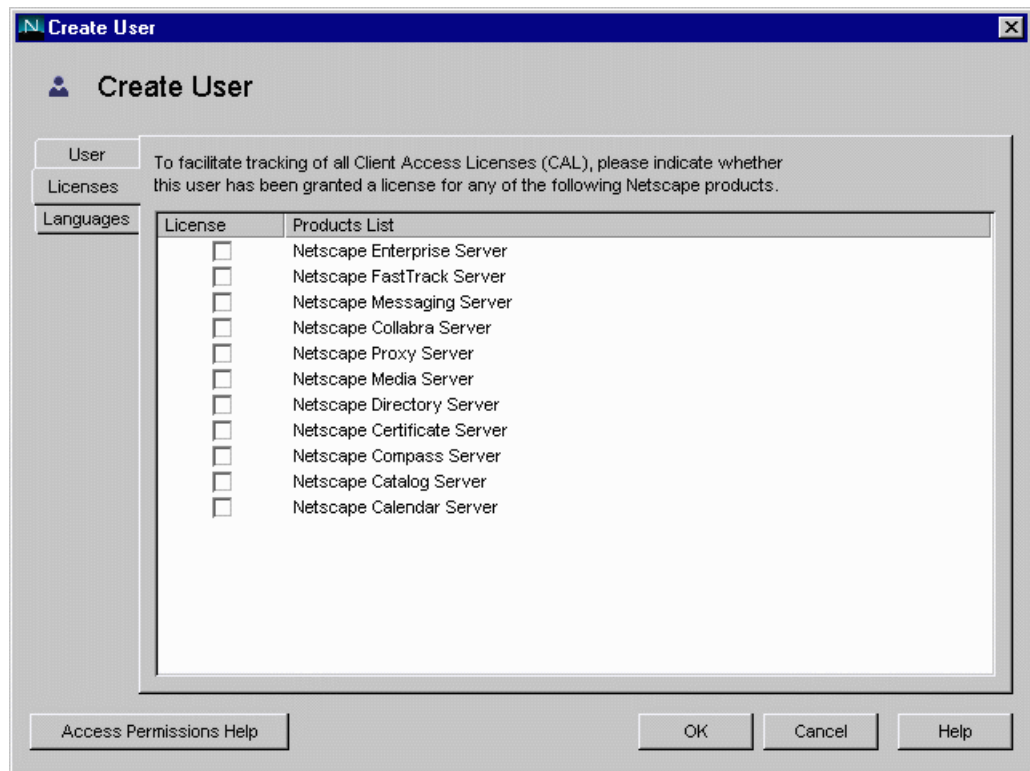 Create User
Create User
User
Licenses
Languages
To facilitate tracking of all Client Access Licenses (CAL), please indicate whether
this user has been granted a license for any of the following Netscape products.
License Products List
Netscape Enterprise Server
Netscape FastTrack Server
Netscape Messaging Server
Netscape Collabra Server
Netscape Proxy Server
Netscape Media Server
Netscape Directory Server
Netscape Certificate Server
Netscape Compass Server
Netscape Catalog Server
Netscape Calendar Server
Access Permissions Help OK Cancel Help